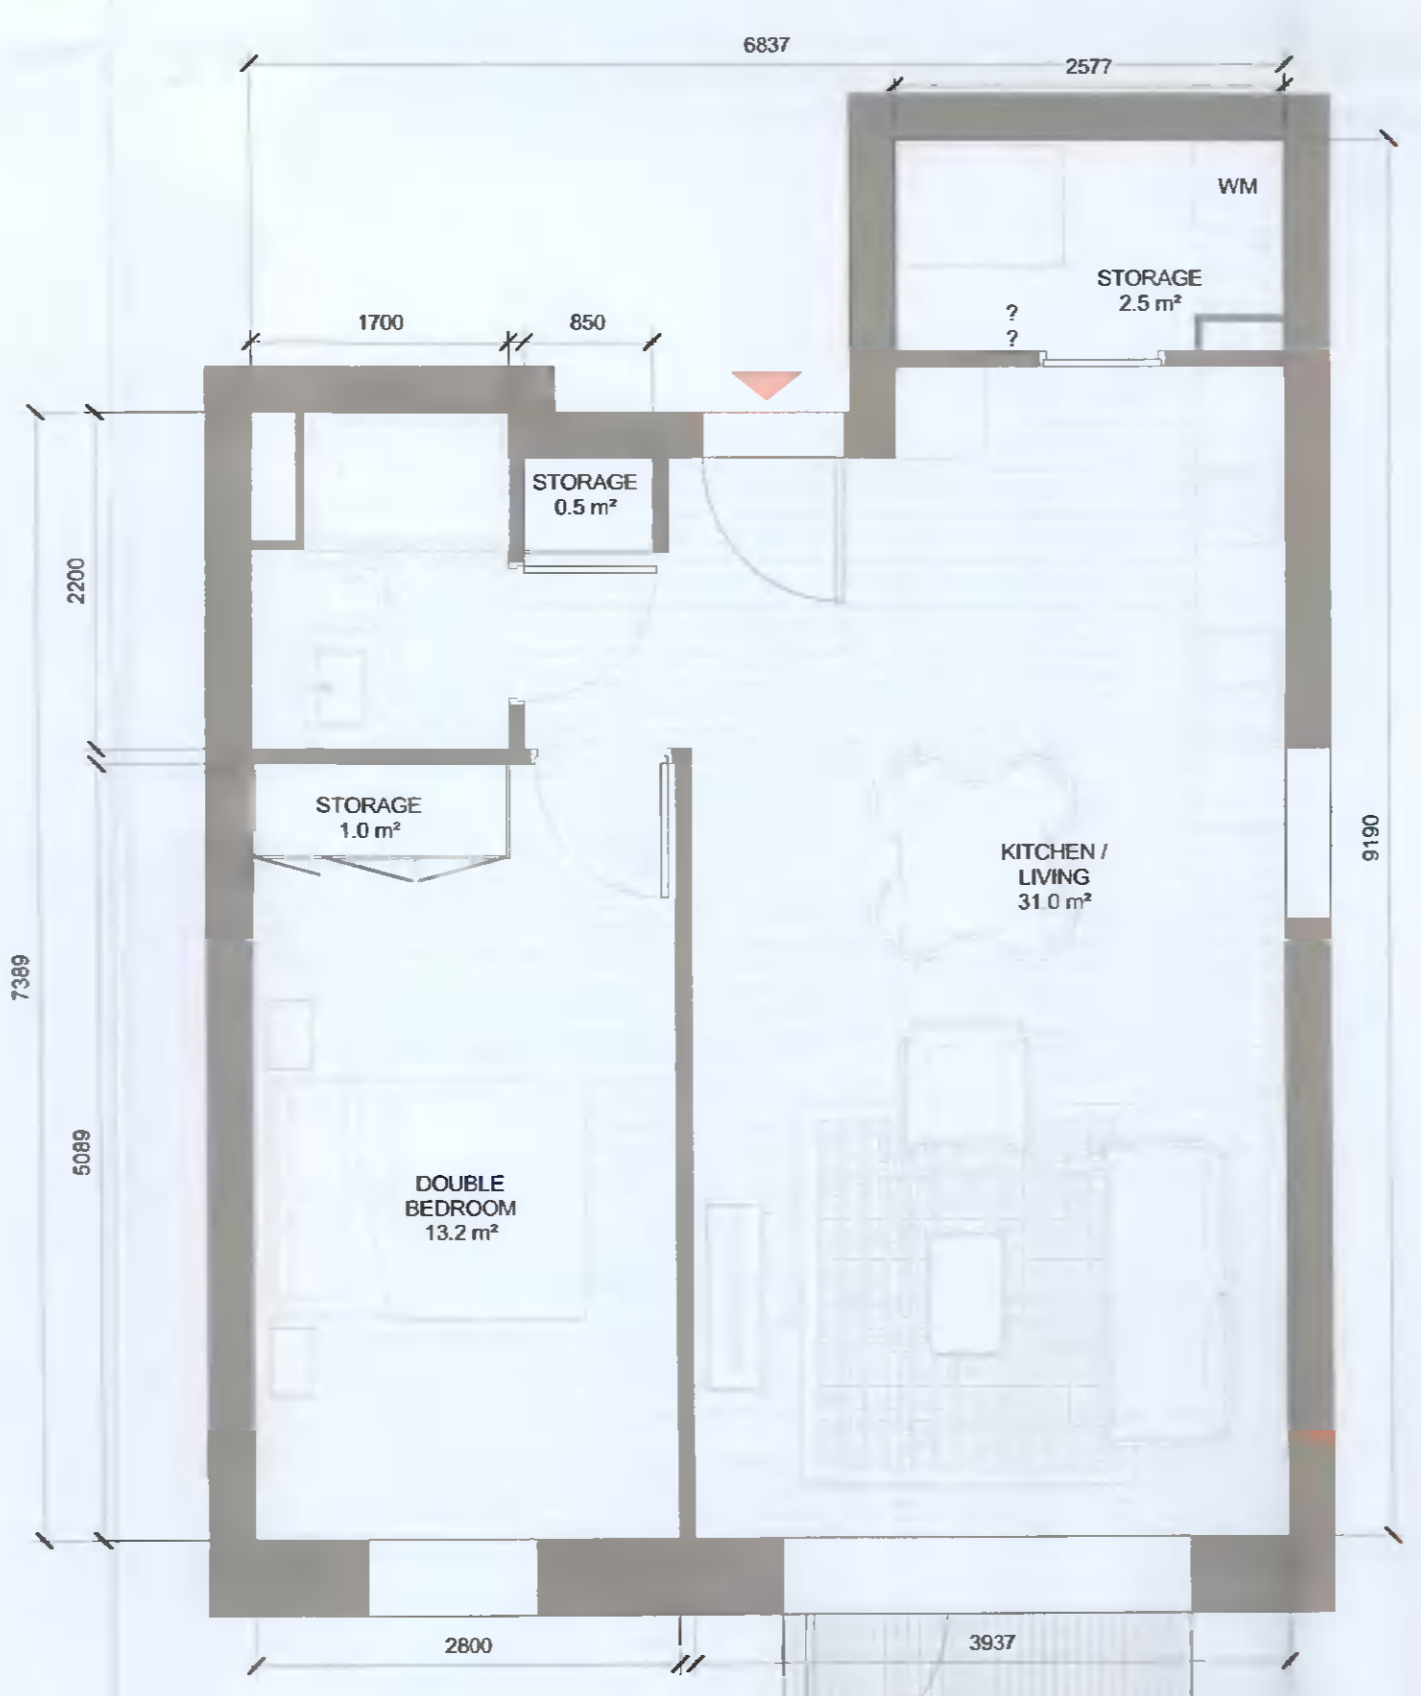 6837
2577
WM
STORAGE
2.5 m²
?
?
1700
850
STORAGE
0.5 m²
2200
STORAGE
1.0 m²
KITCHEN /
LIVING
31.0 m²
9190
7389
5089
DOUBLE
BEDROOM
13.2 m²
2800
3937